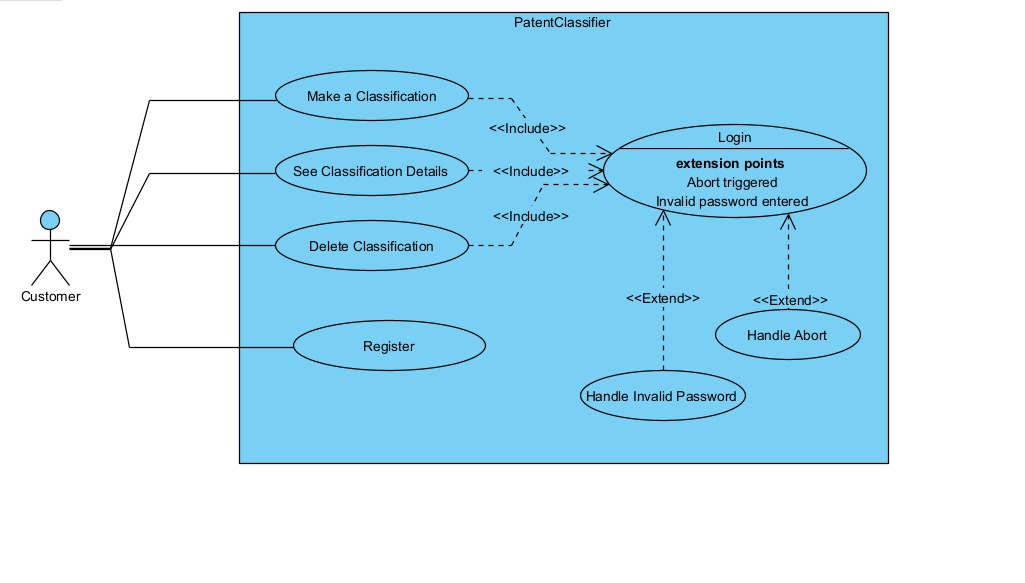 PatentClassifier
Make a Classification
<<Include>>
Login
extension points
Abort triggered
Invalid password entered
See Classification Details
<<Include>>
<<Include>>
Delete Classification
Customer
<<Extend>>
<<Extend>>
Handle Abort
Register
Handle Invalid Password